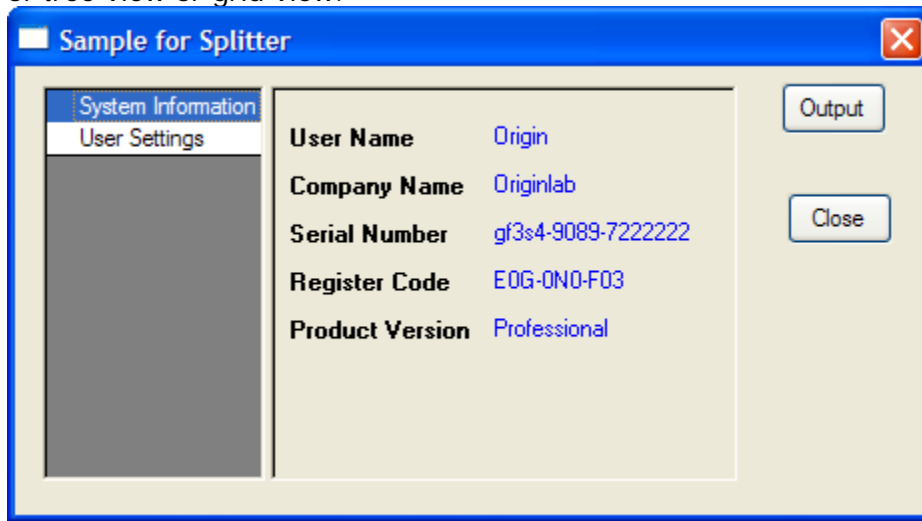 Sample for Splitter
System Information
User Settings
User Name Origin
Company Name Originlab
Serial Number gf3s4-9089-7222222
Register Code E0G-0N0-F03
Product Version Professional
Output
Close